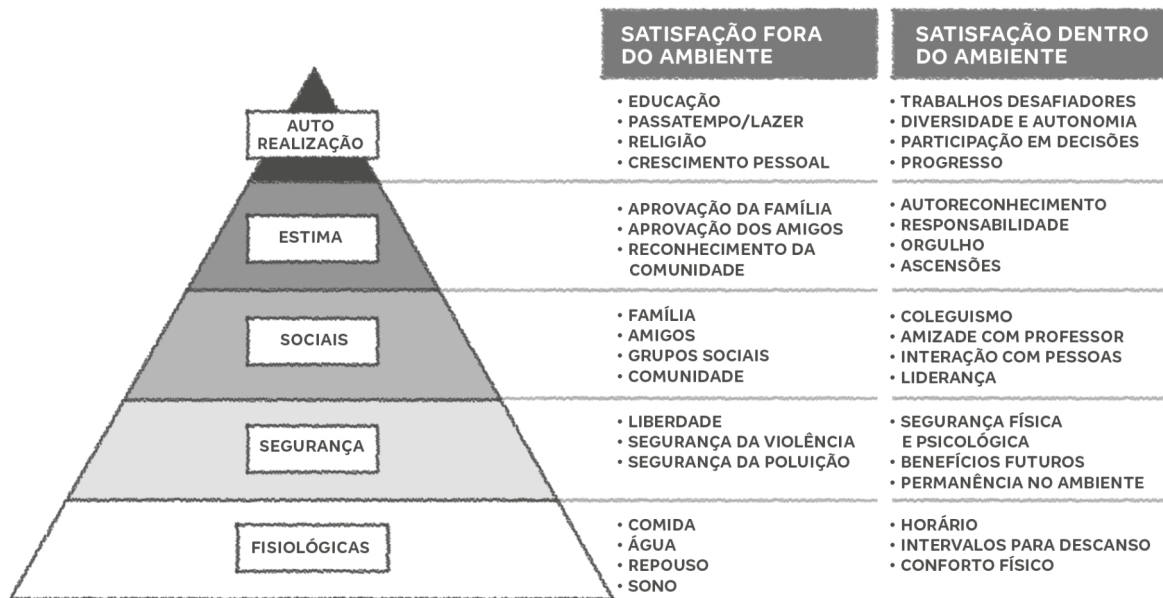 SATISFAÇÃO FORA
DO AMBIENTE
SATISFAÇÃO DENTRO
DO AMBIENTE
AUTO
REALIZAÇÃO
• EDUCAÇÃO
• PASSATEMPO/LAZER
• RELIGIÃO
• CRESCIMENTO PESSOAL
• TRABALHOS DESAFIADORES
• DIVERSIDADE E AUTONOMIA
• PARTICIPAÇÃO EM DECISÕES
• PROGRESSO
ESTIMA
• APROVAÇÃO DA FAMÍLIA
• APROVAÇÃO DOS AMIGOS
• RECONHECIMENTO DA
COMUNIDADE
• AUTORECONHECIMENTO
• RESPONSABILIDADE
• ORGULHO
• ASCENSÕES
SOCIAIS
• FAMÍLIA
• AMIGOS
• GRUPOS SOCIAIS
• COMUNIDADE
• COLEGUISMO
• AMIZADE COM PROFESSOR
• INTERAÇÃO COM PESSOAS
• LIDERANÇA
SEGURANÇA
• LIBERDADE
• SEGURANÇA DA VIOLÊNCIA
• SEGURANÇA DA POLUIÇÃO
• SEGURANÇA FÍSICA
E PSICOLÓGICA
• BENEFÍCIOS FUTUROS
• PERMANÊNCIA NO AMBIENTE
FISIOLÓGICAS
• COMIDA
• ÁGUA
• REPOUSO
• SONO
• HORÁRIO
• INTERVALOS PARA DESCANSO
• CONFORTO FÍSICO